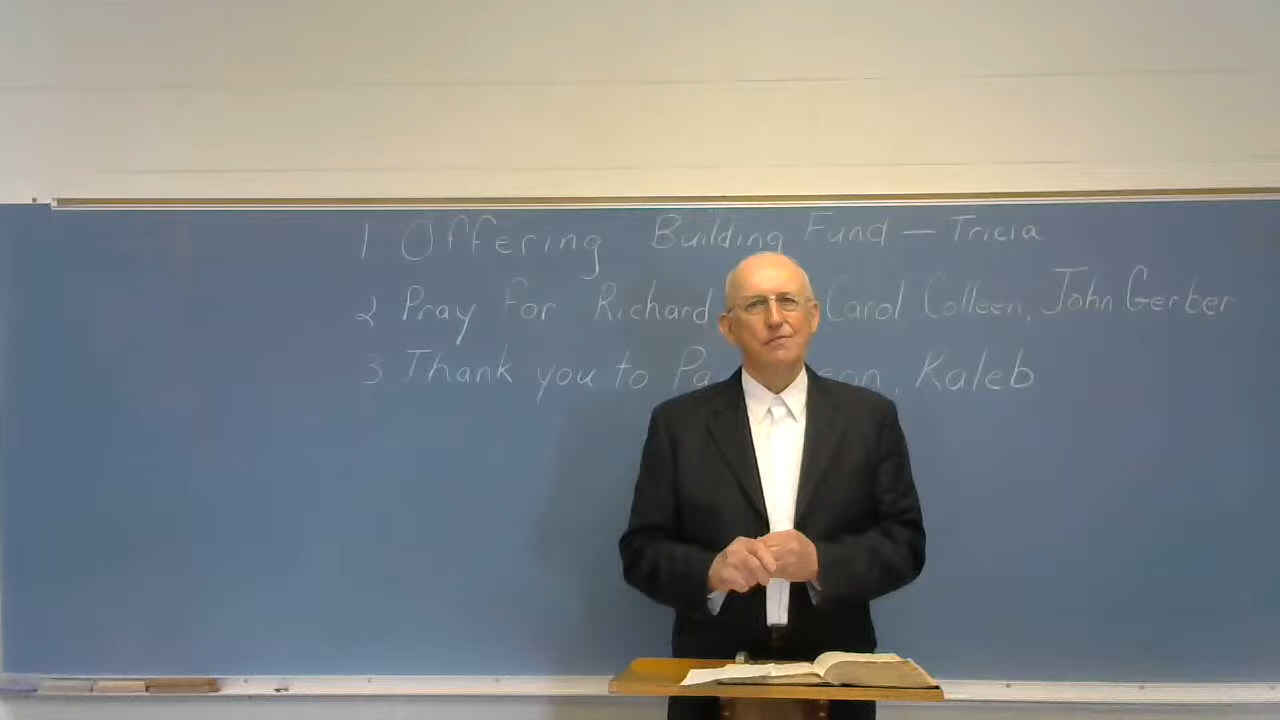 1 Offering Building Fund — Tricia
2 Pray for Richard Carol Colleen, John Gerber
3 Thank you to , Kaleb